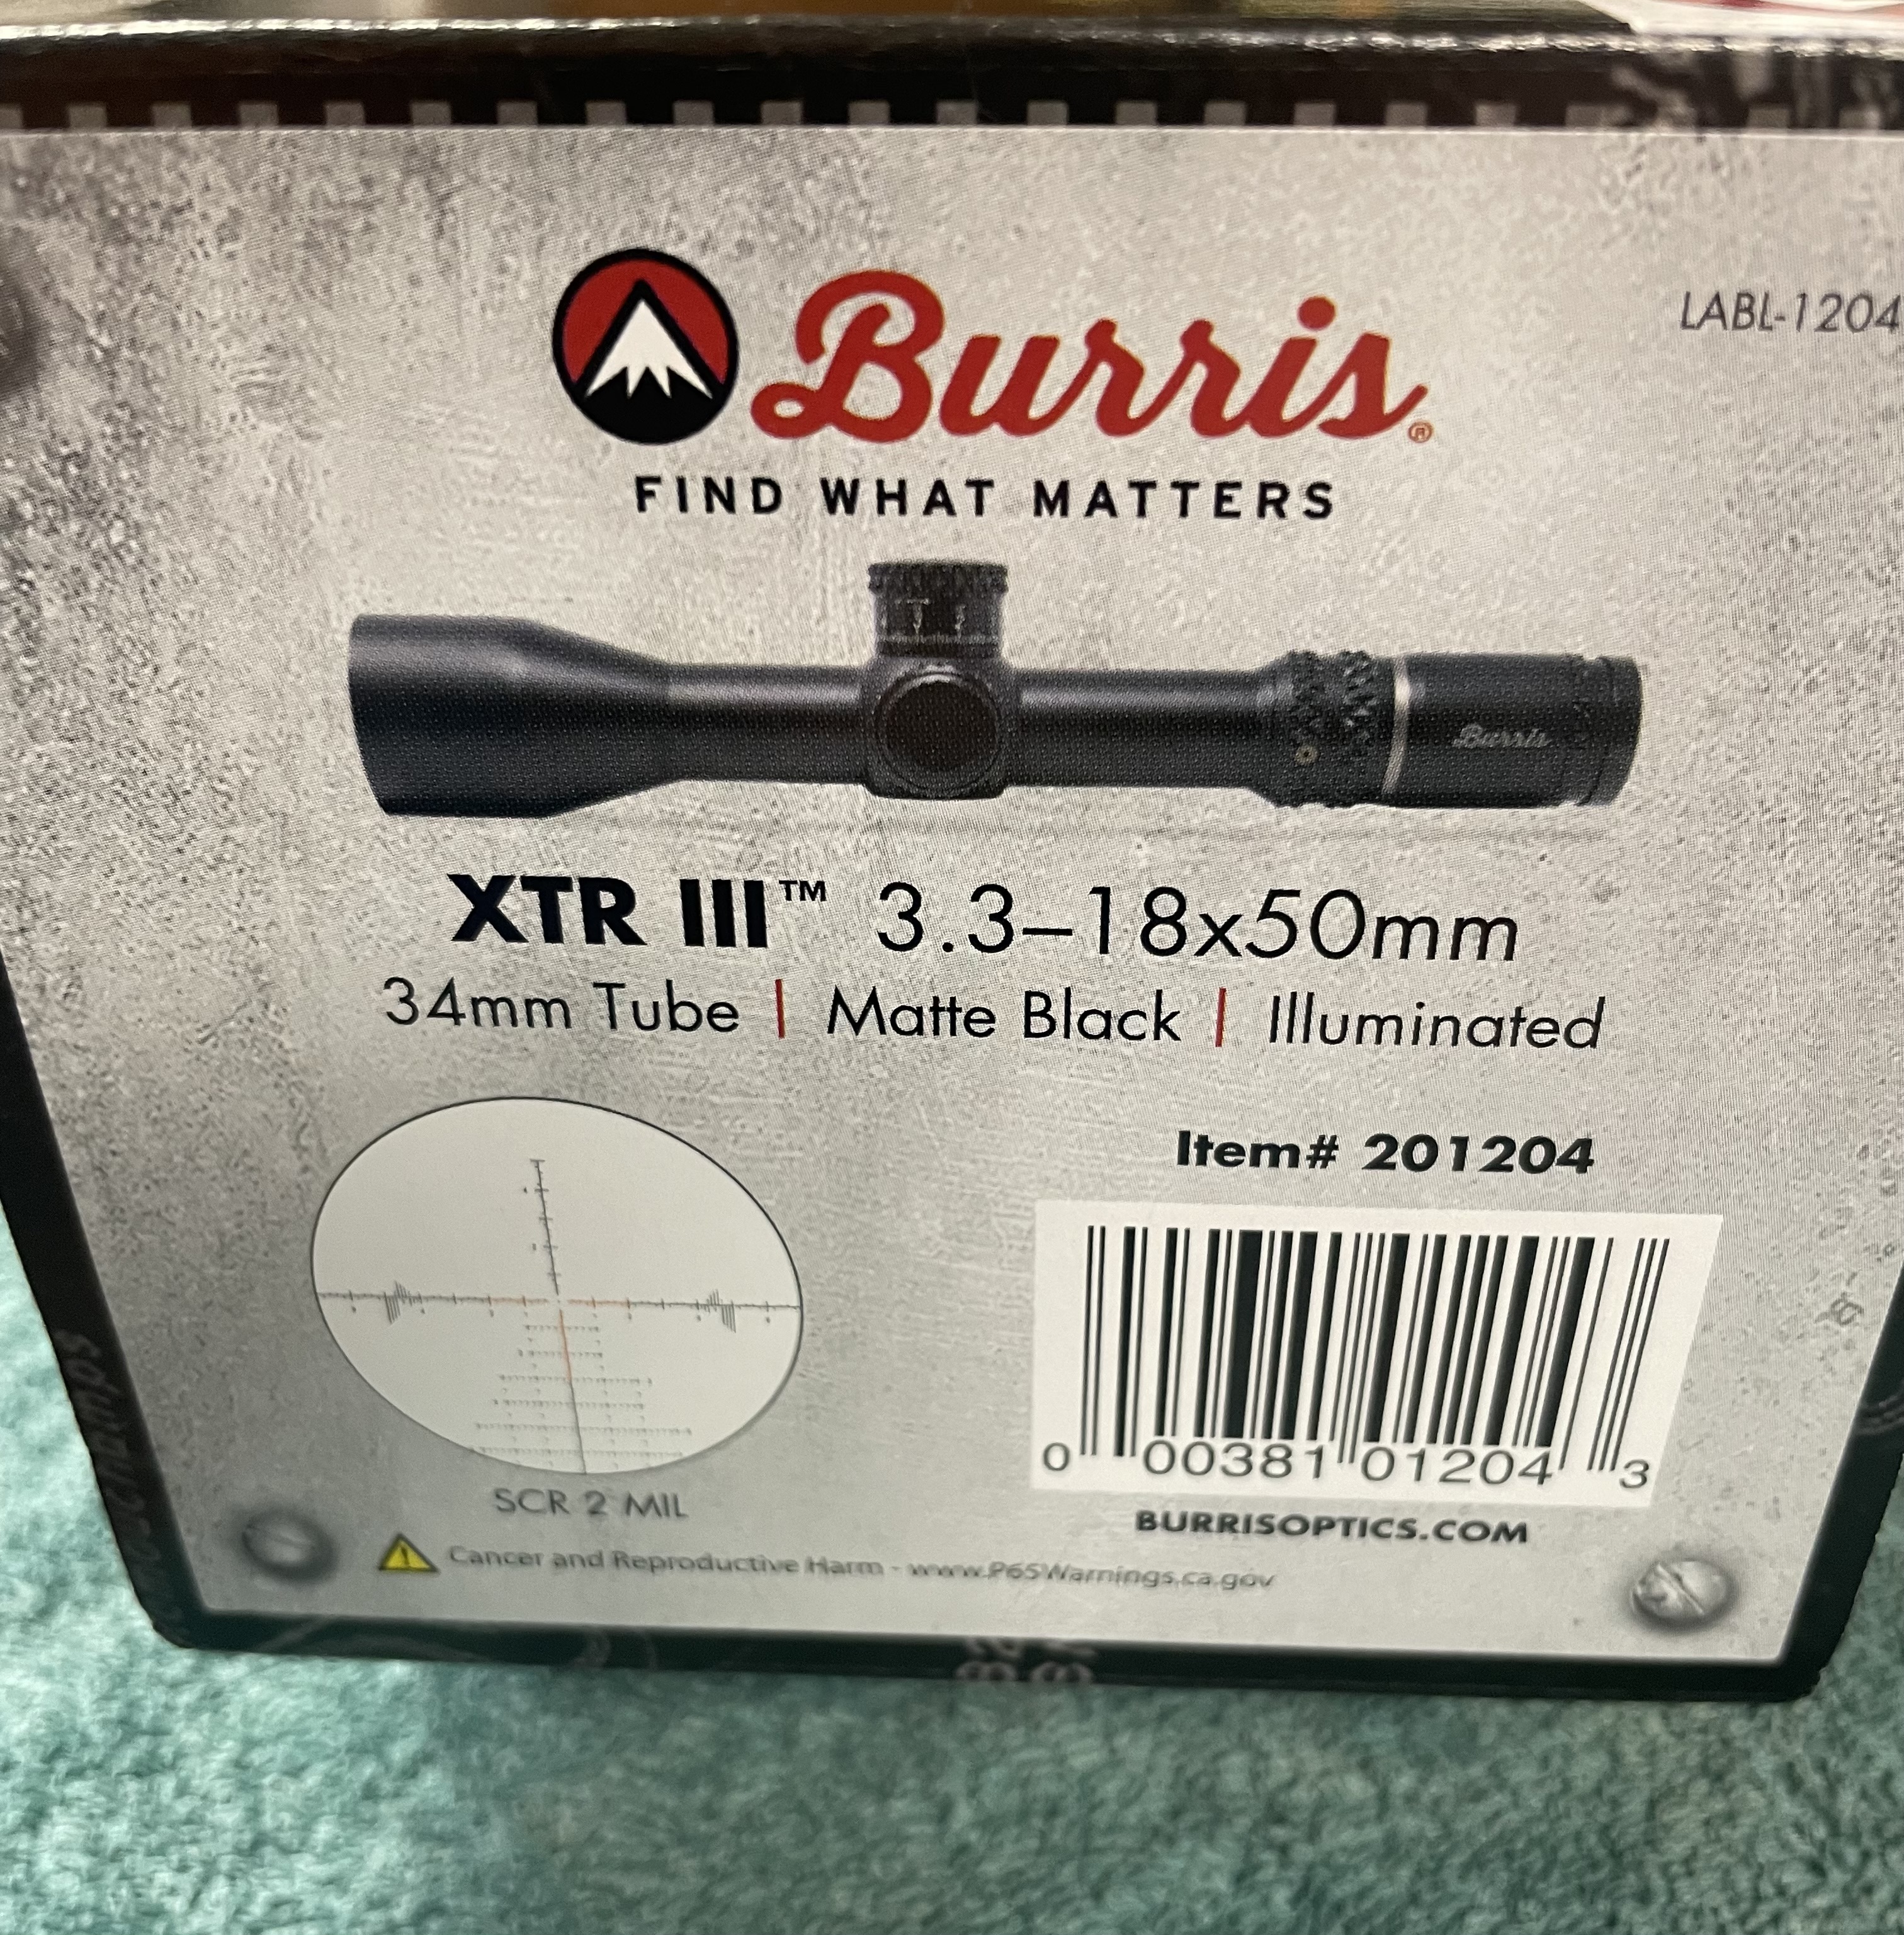 LABL-1204
Burris®
FIND WHAT MATTERS
Burris
XTR III™ 3.3–18x50mm
34mm Tube | Matte Black | Illuminated
Item# 201204
0 00381 01204 3
SCR 2 MIL
BURRISOPTICS.COM
Cancer and Reproductive Harm - www.P65Warnings.ca.gov